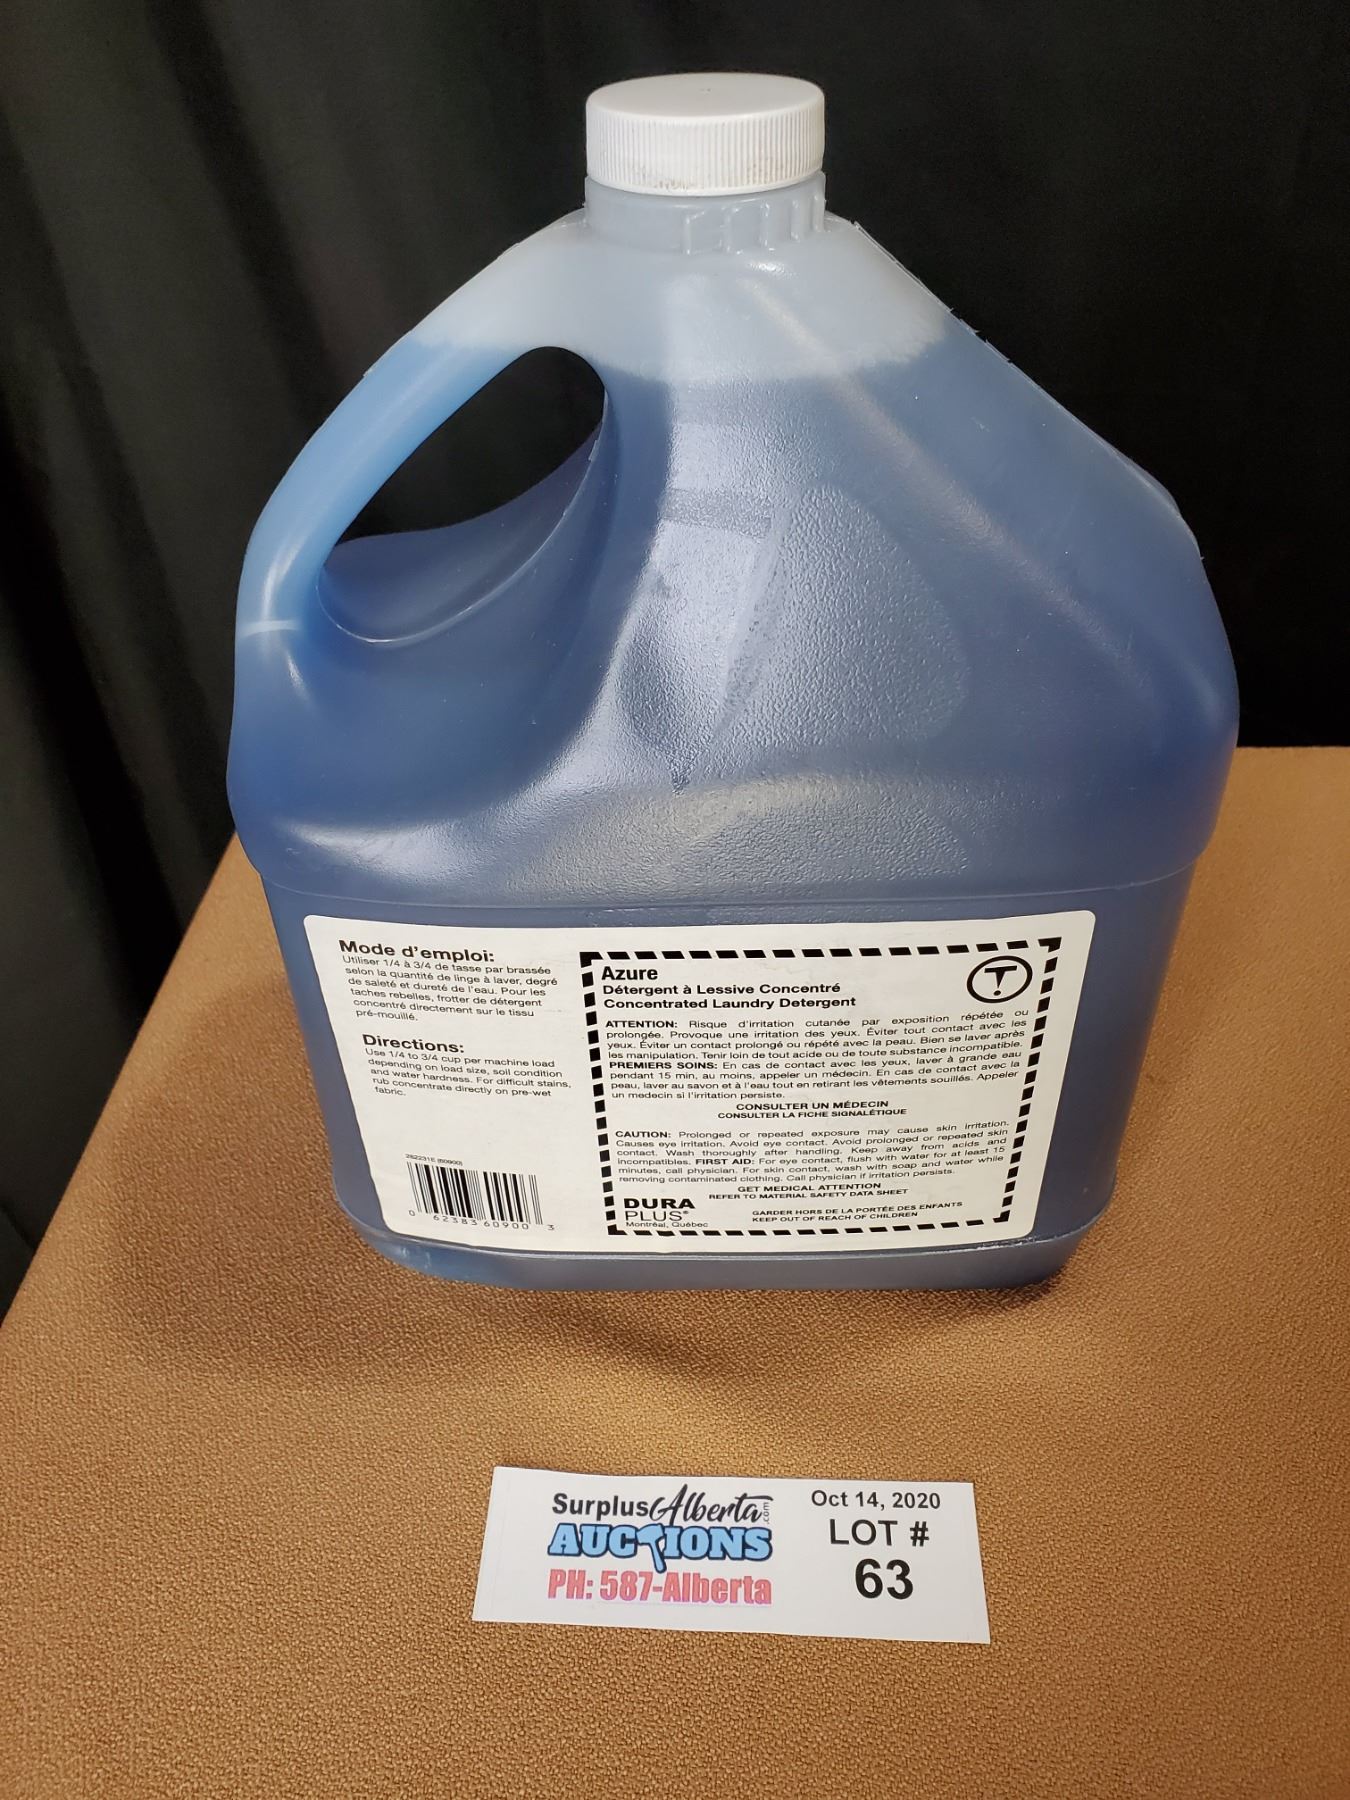 Mode d'emploi:
Utiliser 1/4 à 3/4 de tasse par brassée
selon la quantité de linge à laver, degré
de saleté et dureté de l'eau. Pour les
taches rebelles, frotter de détergent
concentré directement sur le tissu
pré-mouillé.
Directions:
Use 1/4 to 3/4 cup per machine load
depending on load size, soil condition
and water hardness. For difficult stains,
rub concentrate directly on pre-wet
fabric.
282231E (60900)
0 62383 60900 3
Azure
Détergent à Lessive Concentré
Concentrated Laundry Detergent
ATTENTION: Risque d'irritation cutanée par exposition répétée ou
prolongée. Provoque une irritation des yeux. Éviter tout contact avec les
yeux. Éviter un contact prolongé ou répété avec la peau. Bien se laver après
les manipulation. Tenir loin de tout acide ou de toute substance incompatible.
PREMIERS SOINS: En cas de contact avec les yeux, laver à grande eau
pendant 15 min, au moins, appeler un médecin. En cas de contact avec la
peau, laver au savon et à l'eau tout en retirant les vêtements souillés. Appeler
un medecin si l'irritation persiste.
CONSULTER UN MÉDECIN
CONSULTER LA FICHE SIGNALÉTIQUE
CAUTION: Prolonged or repeated exposure may cause skin irritation.
Causes eye irritation. Avoid eye contact. Avoid prolonged or repeated skin
contact. Wash thoroughly after handling. Keep away from acids and
incompatibles. FIRST AID: For eye contact, flush with water for at least 15
minutes, call physician. For skin contact, wash with soap and water while
removing contaminated clothing. Call physician if irritation persists.
GET MEDICAL ATTENTION
REFER TO MATERIAL SAFETY DATA SHEET
DURA
PLUS®
Montréal, Québec
GARDER HORS DE LA PORTÉE DES ENFANTS
KEEP OUT OF REACH OF CHILDREN
SurplusAlberta.com
AUCTIONS
PH: 587-Alberta
Oct 14, 2020
LOT #
63